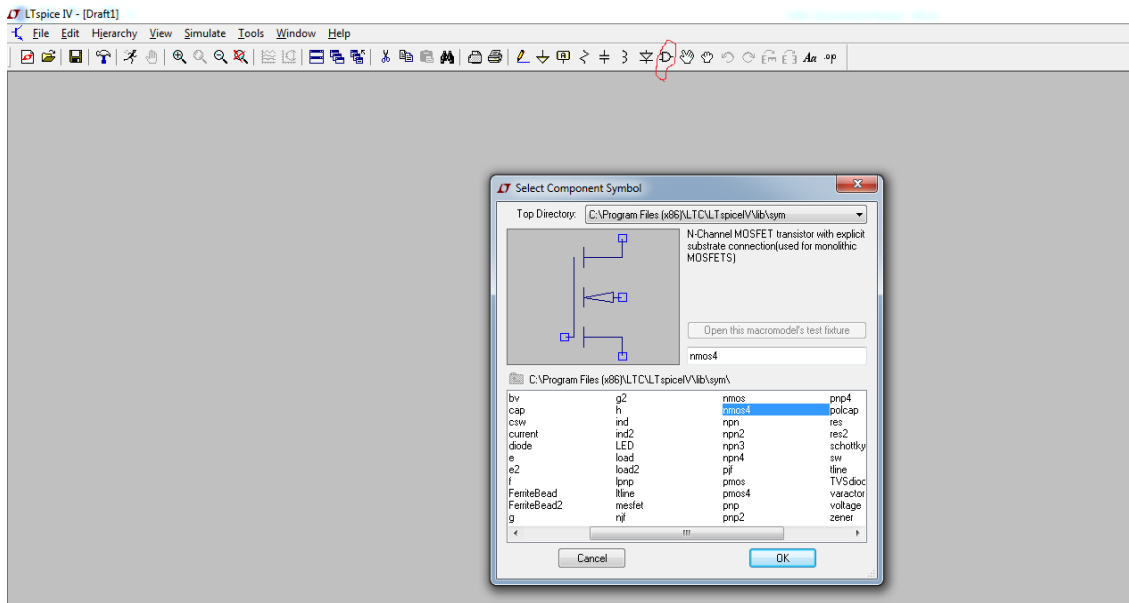 LTspice IV - [Draft1]
File Edit Hierarchy View Simulate Tools Window Help
Aa .op
Select Component Symbol
Top Directory: C:\Program Files (x86)\LTC\LTspiceIV\lib\sym
N-Channel MOSFET transistor with explicit
substrate connection(used for monolithic
MOSFETS)
Open this macromodel's test fixture
nmos4
C:\Program Files (x86)\LTC\LTspiceIV\lib\sym\
bv g2 nmos pnp4
cap h nmos4 polcap
csw ind npn res
current ind2 npn2 res2
diode LED npn3 schottky
e load npn4 sw
e2 load2 pjf tline
f lpnp pmos TVSdioc
FerriteBead ltline pmos4 varactor
FerriteBead2 mesfet pnp voltage
g njf pnp2 zener
Cancel OK